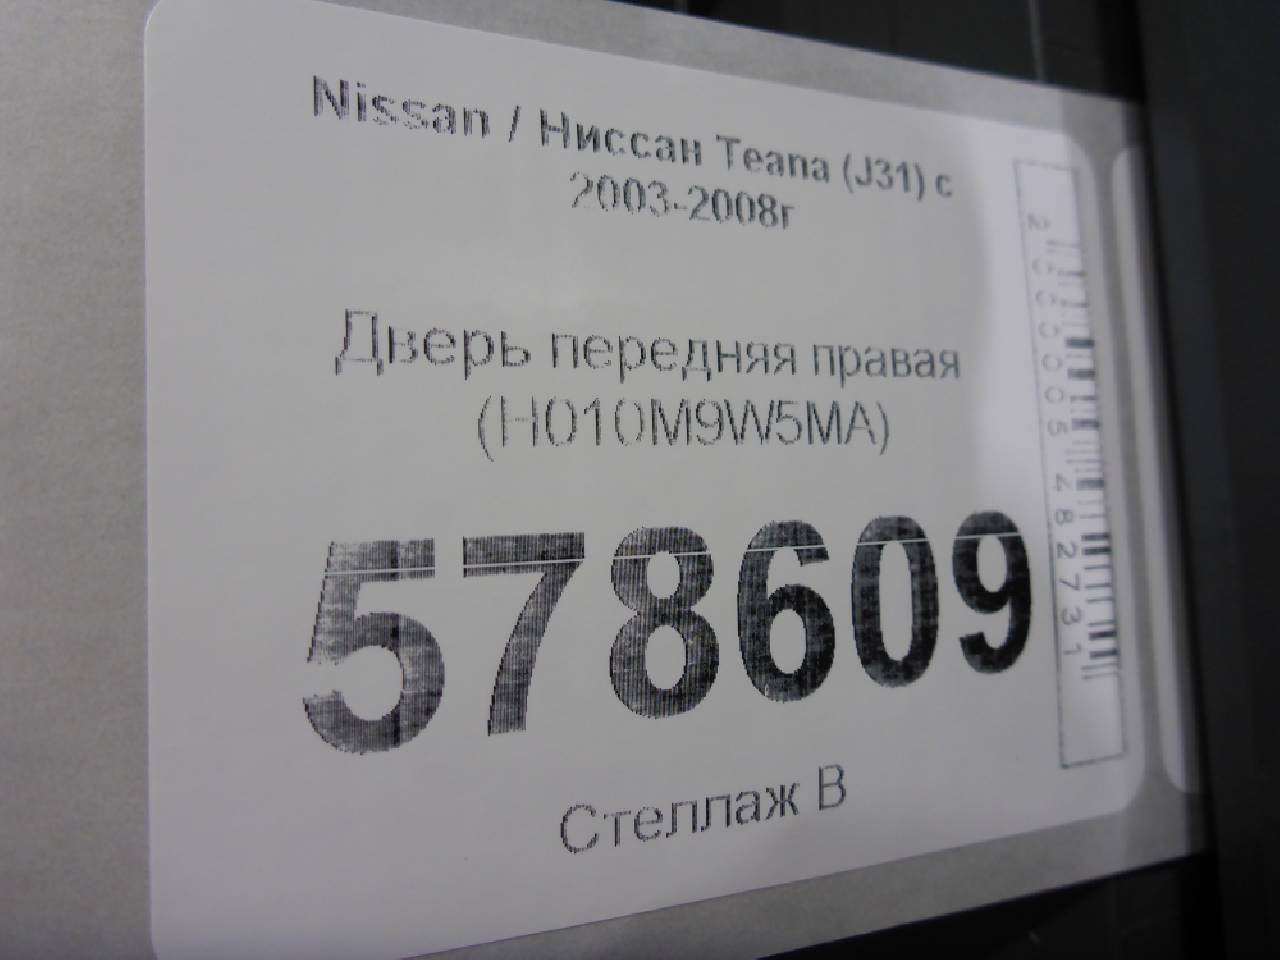 Nissan / Ниссан Teana (J31) с
2003-2008г
Дверь передняя правая
(H010M9W5MA)
578609
Стеллаж В
2000005482731